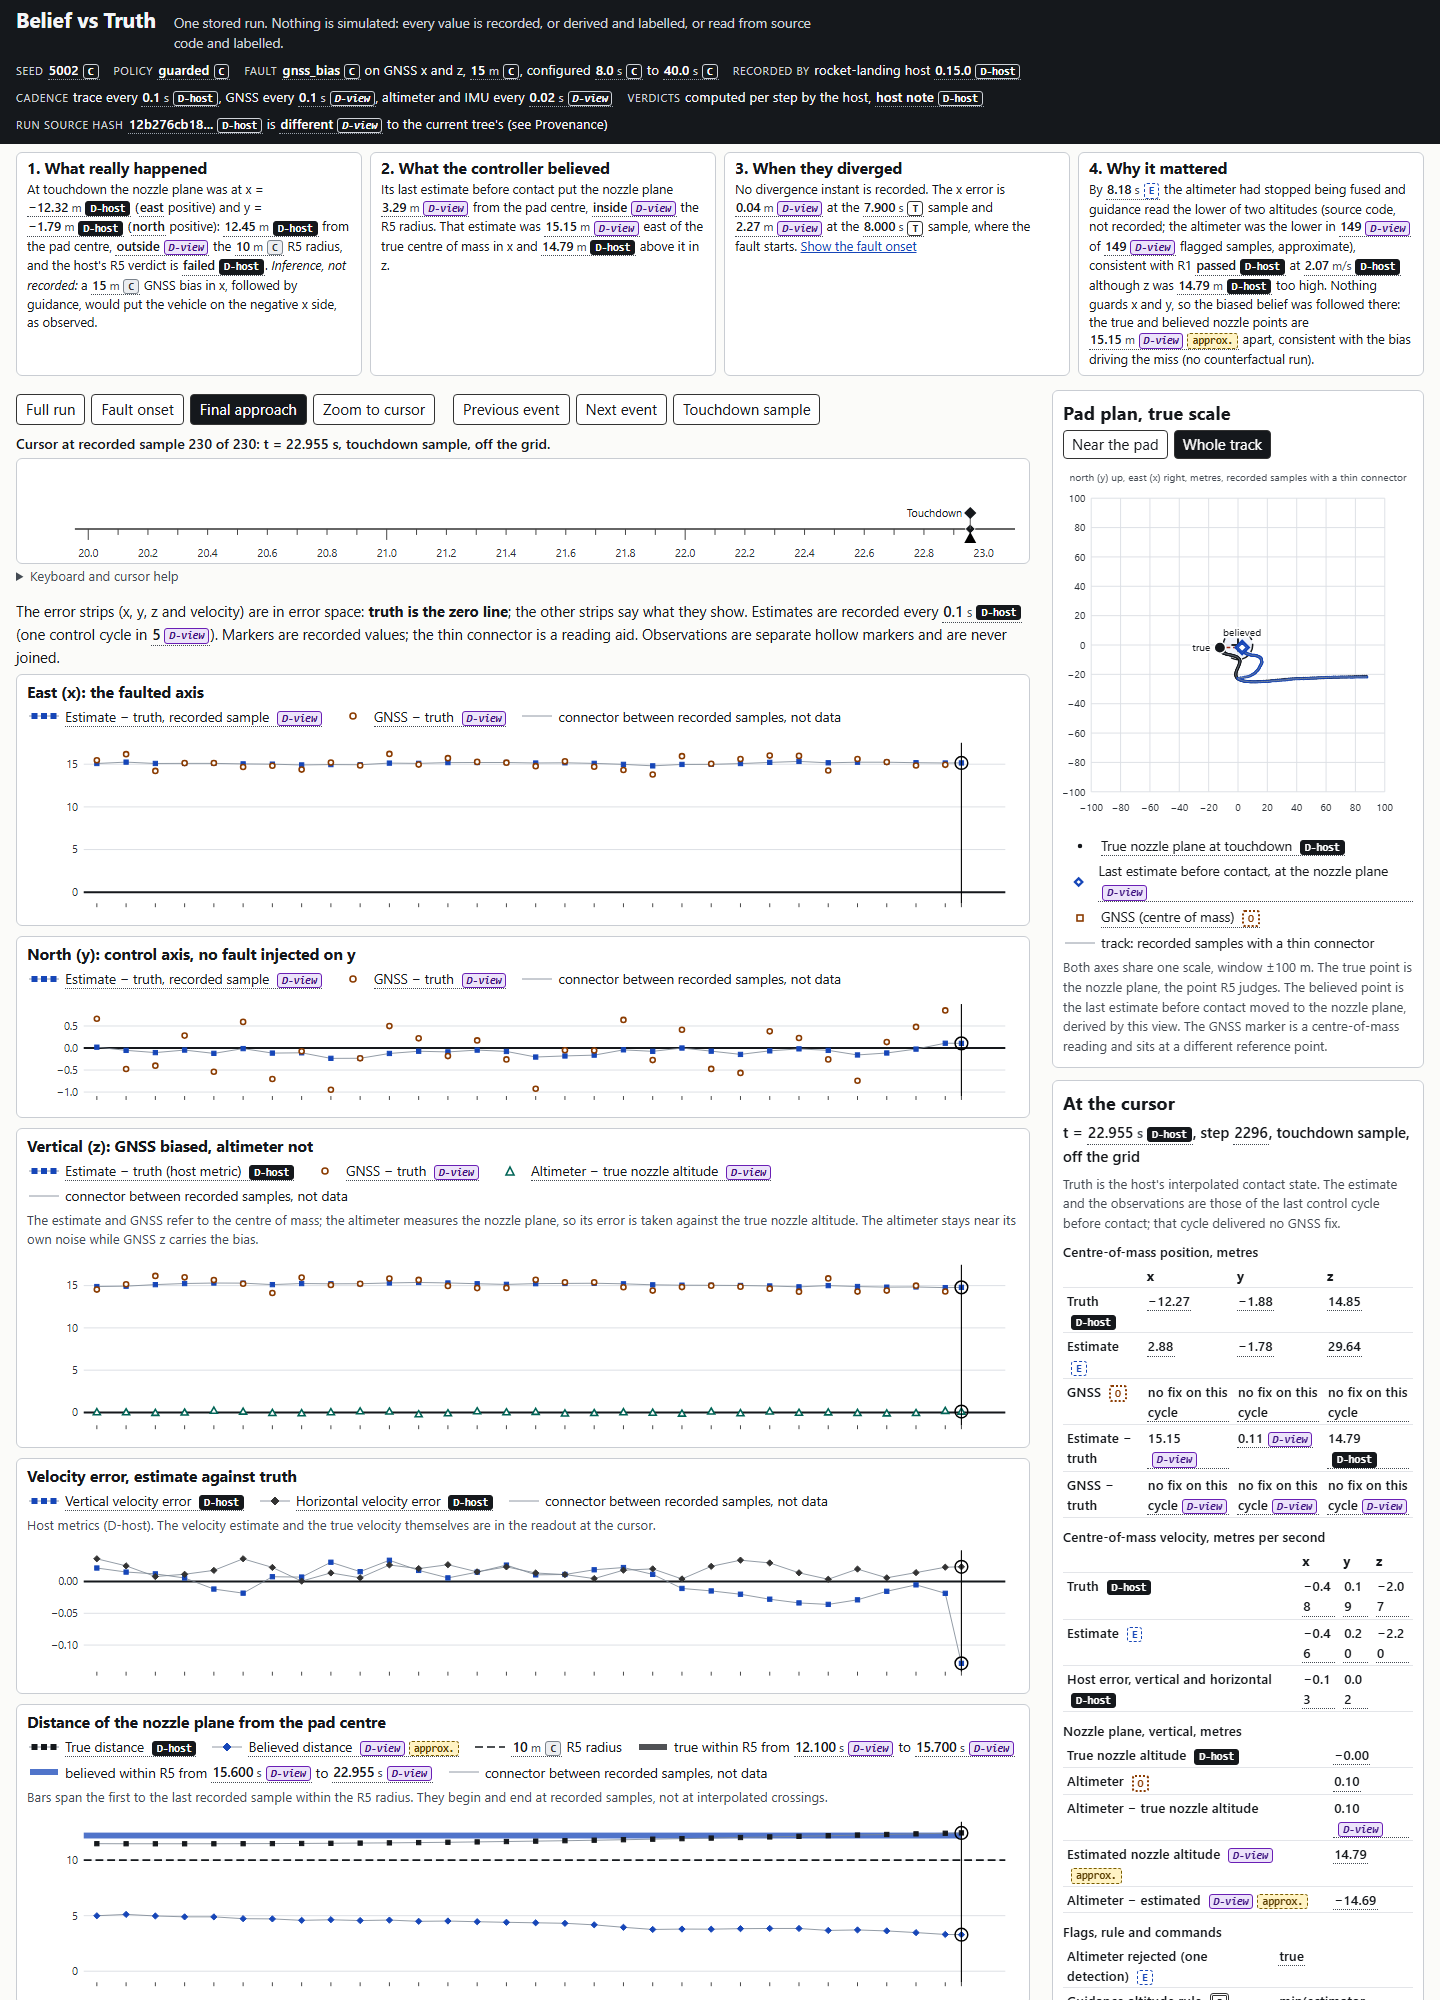 Belief vs Truth
One stored run. Nothing is simulated: every value is recorded, or derived and labelled, or read from source
code and labelled.
SEED 5002 C POLICY guarded C FAULT gnss_bias C on GNSS x and z, 15 m C, configured 8.0 s C to 40.0 s C RECORDED BY rocket-landing host 0.15.0 D-host
CADENCE trace every 0.1 s D-host, GNSS every 0.1 s D-view, altimeter and IMU every 0.02 s D-view VERDICTS computed per step by the host, host note D-host
RUN SOURCE HASH 12b276cb18... D-host is different D-view to the current tree's (see Provenance)
1. What really happened
At touchdown the nozzle plane was at x =
−12.32 m D-host (east positive) and y =
−1.79 m D-host (north positive): 12.45 m D-host from
the pad centre, outside D-view the 10 m C R5 radius,
and the host's R5 verdict is failed D-host. Inference, not
recorded: a 15 m C GNSS bias in x, followed by
guidance, would put the vehicle on the negative x side,
as observed.
2. What the controller believed
Its last estimate before contact put the nozzle plane
3.29 m D-view from the pad centre, inside D-view the
R5 radius. That estimate was 15.15 m D-view east of the
true centre of mass in x and 14.79 m D-host above it in
z.
3. When they diverged
No divergence instant is recorded. The x error is
0.04 m D-view at the 7.900 s T sample and
2.27 m D-view at the 8.000 s T sample, where the
fault starts. Show the fault onset
4. Why it mattered
By 8.18 s E the altimeter had stopped being fused and
guidance read the lower of two altitudes (source code,
not recorded; the altimeter was the lower in 149 D-view
of 149 D-view flagged samples, approximate),
consistent with R1 passed D-host at 2.07 m/s D-host
although z was 14.79 m D-host too high. Nothing
guards x and y, so the biased belief was followed there:
the true and believed nozzle points are
15.15 m D-view approx. apart, consistent with the bias
driving the miss (no counterfactual run).
Full run Fault onset Final approach Zoom to cursor Previous event Next event Touchdown sample
Cursor at recorded sample 230 of 230: t = 22.955 s, touchdown sample, off the grid.
Touchdown
20.0 20.2 20.4 20.6 20.8 21.0 21.2 21.4 21.6 21.8 22.0 22.2 22.4 22.6 22.8 23.0
Keyboard and cursor help
The error strips (x, y, z and velocity) are in error space: truth is the zero line; the other strips say what they show. Estimates are recorded every 0.1 s D-host
(one control cycle in 5 D-view). Markers are recorded values; the thin connector is a reading aid. Observations are separate hollow markers and are never
joined.
East (x): the faulted axis
Estimate − truth, recorded sample D-view GNSS − truth D-view connector between recorded samples, not data
15
10
5
0
North (y): control axis, no fault injected on y
Estimate − truth, recorded sample D-view GNSS − truth D-view connector between recorded samples, not data
0.5
0.0
−0.5
−1.0
Vertical (z): GNSS biased, altimeter not
Estimate − truth (host metric) D-host GNSS − truth D-view Altimeter − true nozzle altitude D-view
connector between recorded samples, not data
The estimate and GNSS refer to the centre of mass; the altimeter measures the nozzle plane, so its error is taken against the true nozzle altitude. The altimeter stays near its
own noise while GNSS z carries the bias.
15
10
5
0
Velocity error, estimate against truth
Vertical velocity error D-host Horizontal velocity error D-host connector between recorded samples, not data
Host metrics (D-host). The velocity estimate and the true velocity themselves are in the readout at the cursor.
0.00
−0.05
−0.10
Distance of the nozzle plane from the pad centre
True distance D-host Believed distance D-view approx. 10 m C R5 radius true within R5 from 12.100 s D-view to 15.700 s D-view
believed within R5 from 15.600 s D-view to 22.955 s D-view connector between recorded samples, not data
Bars span the first to the last recorded sample within the R5 radius. They begin and end at recorded samples, not at interpolated crossings.
10
5
0
Pad plan, true scale
Near the pad Whole track
north (y) up, east (x) right, metres, recorded samples with a thin connector
100
80
60
40
20
0
−20
−40
−60
−80
−100
believed
true
−100 −80 −60 −40 −20 0 20 40 60 80 100
True nozzle plane at touchdown D-host
Last estimate before contact, at the nozzle plane
D-view
GNSS (centre of mass) O
track: recorded samples with a thin connector
Both axes share one scale, window ±100 m. The true point is
the nozzle plane, the point R5 judges. The believed point is
the last estimate before contact moved to the nozzle plane,
derived by this view. The GNSS marker is a centre-of-mass
reading and sits at a different reference point.
At the cursor
t = 22.955 s D-host, step 2296, touchdown sample,
off the grid
Truth is the host's interpolated contact state. The estimate
and the observations are those of the last control cycle
before contact; that cycle delivered no GNSS fix.
Centre-of-mass position, metres
x y z
Truth D-host −12.27 −1.88 14.85
Estimate E 2.88 −1.78 29.64
GNSS O no fix on this cycle no fix on this cycle no fix on this cycle
Estimate − truth 15.15 D-view 0.11 D-view 14.79 D-host
GNSS − truth no fix on this cycle D-view no fix on this cycle D-view no fix on this cycle D-view
Centre-of-mass velocity, metres per second
x y z
Truth D-host −0.48 0.19 −2.07
Estimate E −0.46 0.20 −2.20
Host error, vertical and horizontal D-host −0.13 0.02
Nozzle plane, vertical, metres
True nozzle altitude D-host −0.00
Altimeter O 0.10
Altimeter − true nozzle altitude 0.10 D-view
Estimated nozzle altitude D-view approx. 14.79
Altimeter − estimated D-view approx. −14.69
Flags, rule and commands
Altimeter rejected (one detection) E true